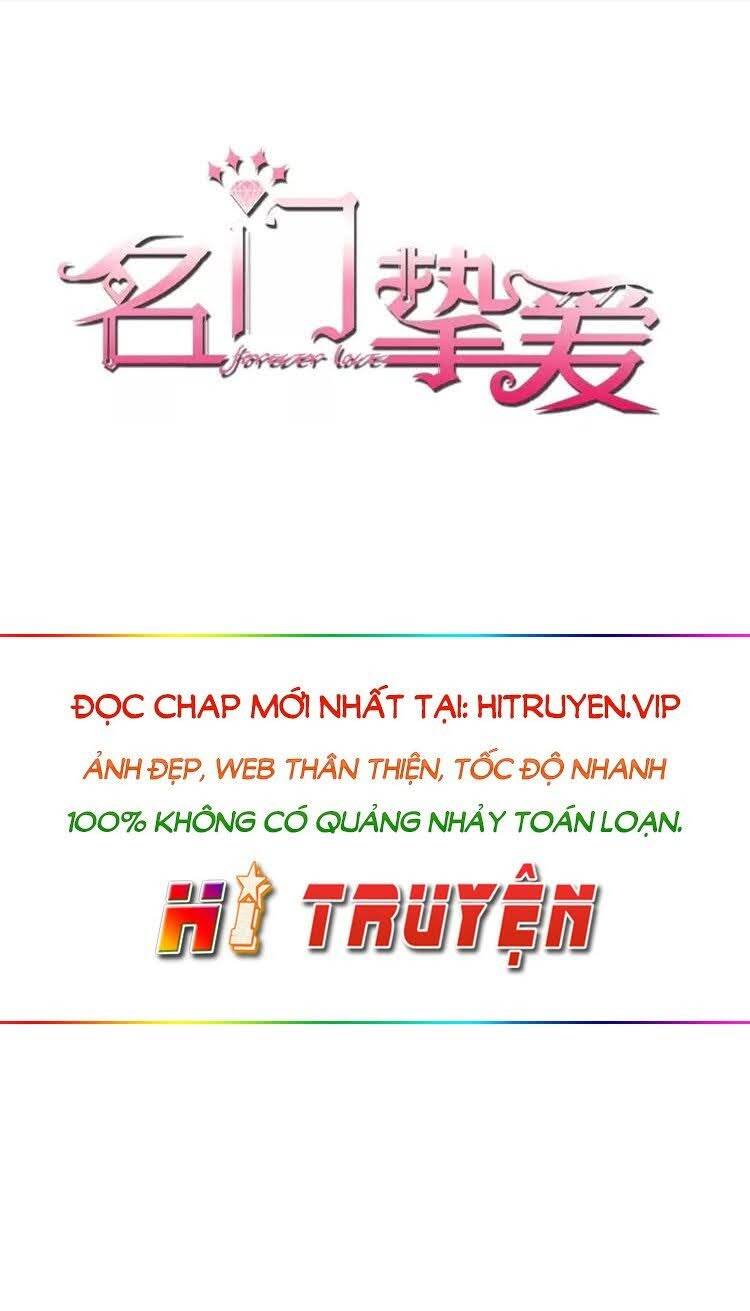 名门挚爱
forever love
ĐỌC CHAP MỚI NHẤT TẠI: HITRUYEN.VIP
ẢNH ĐẸP, WEB THÂN THIỆN, TỐC ĐỘ NHANH
100% KHÔNG CÓ QUẢNG NHẢY TOÁN LOẠN.
HI TRUYỆN